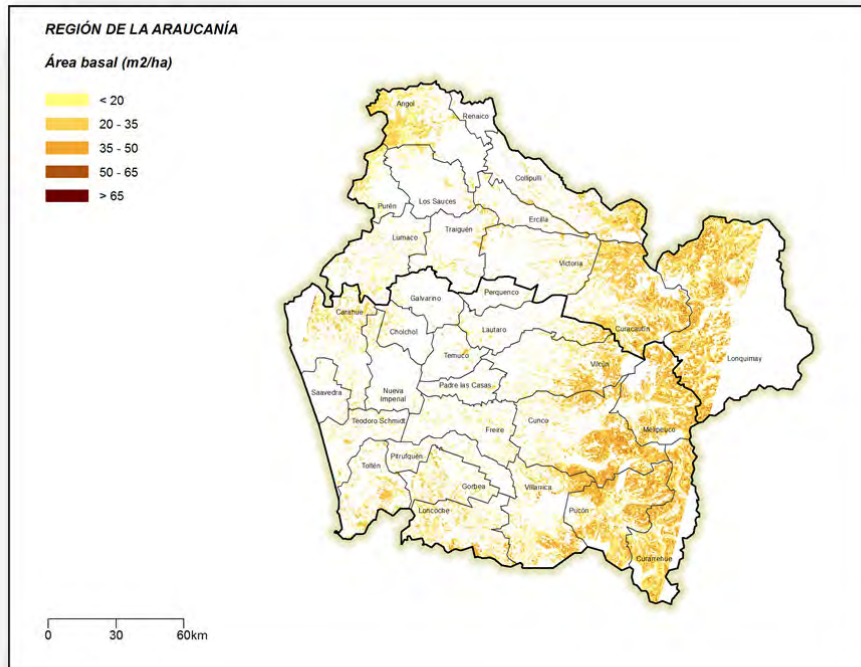 REGIÓN DE LA ARAUCANÍA
Área basal (m2/ha)
< 20
20 - 35
35 - 50
50 - 65
> 65
Angol
Renaico
Collipulli
Los Sauces
Purén
Ercilla
Lumaco
Traiguén
Victoria
Galvarino
Perquenco
Carahue
Cholchol
Lautaro
Curacautín
Temuco
Lonquimay
Vilcún
Padre las Casas
Saavedra
Nueva
Imperial
Teodoro Schmidt
Freire
Cunco
Melipeuco
Pitrufquén
Toltén
Gorbea
Villarrica
Loncoche
Pucón
Curarrehue
0
30
60km